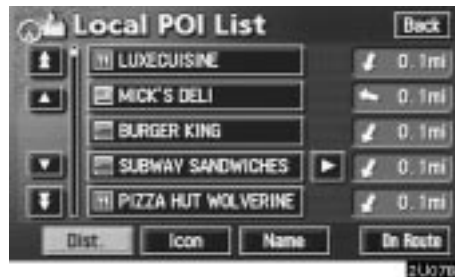 Local POI List Back
LUXECUISINE 0.1mi
MICK'S DELI 0.1mi
BURGER KING 0.1mi
SUBWAY SANDWICHES 0.1mi
PIZZA HUT WOLVERINE 0.1mi
Dist. Icon Name On Route
2U078